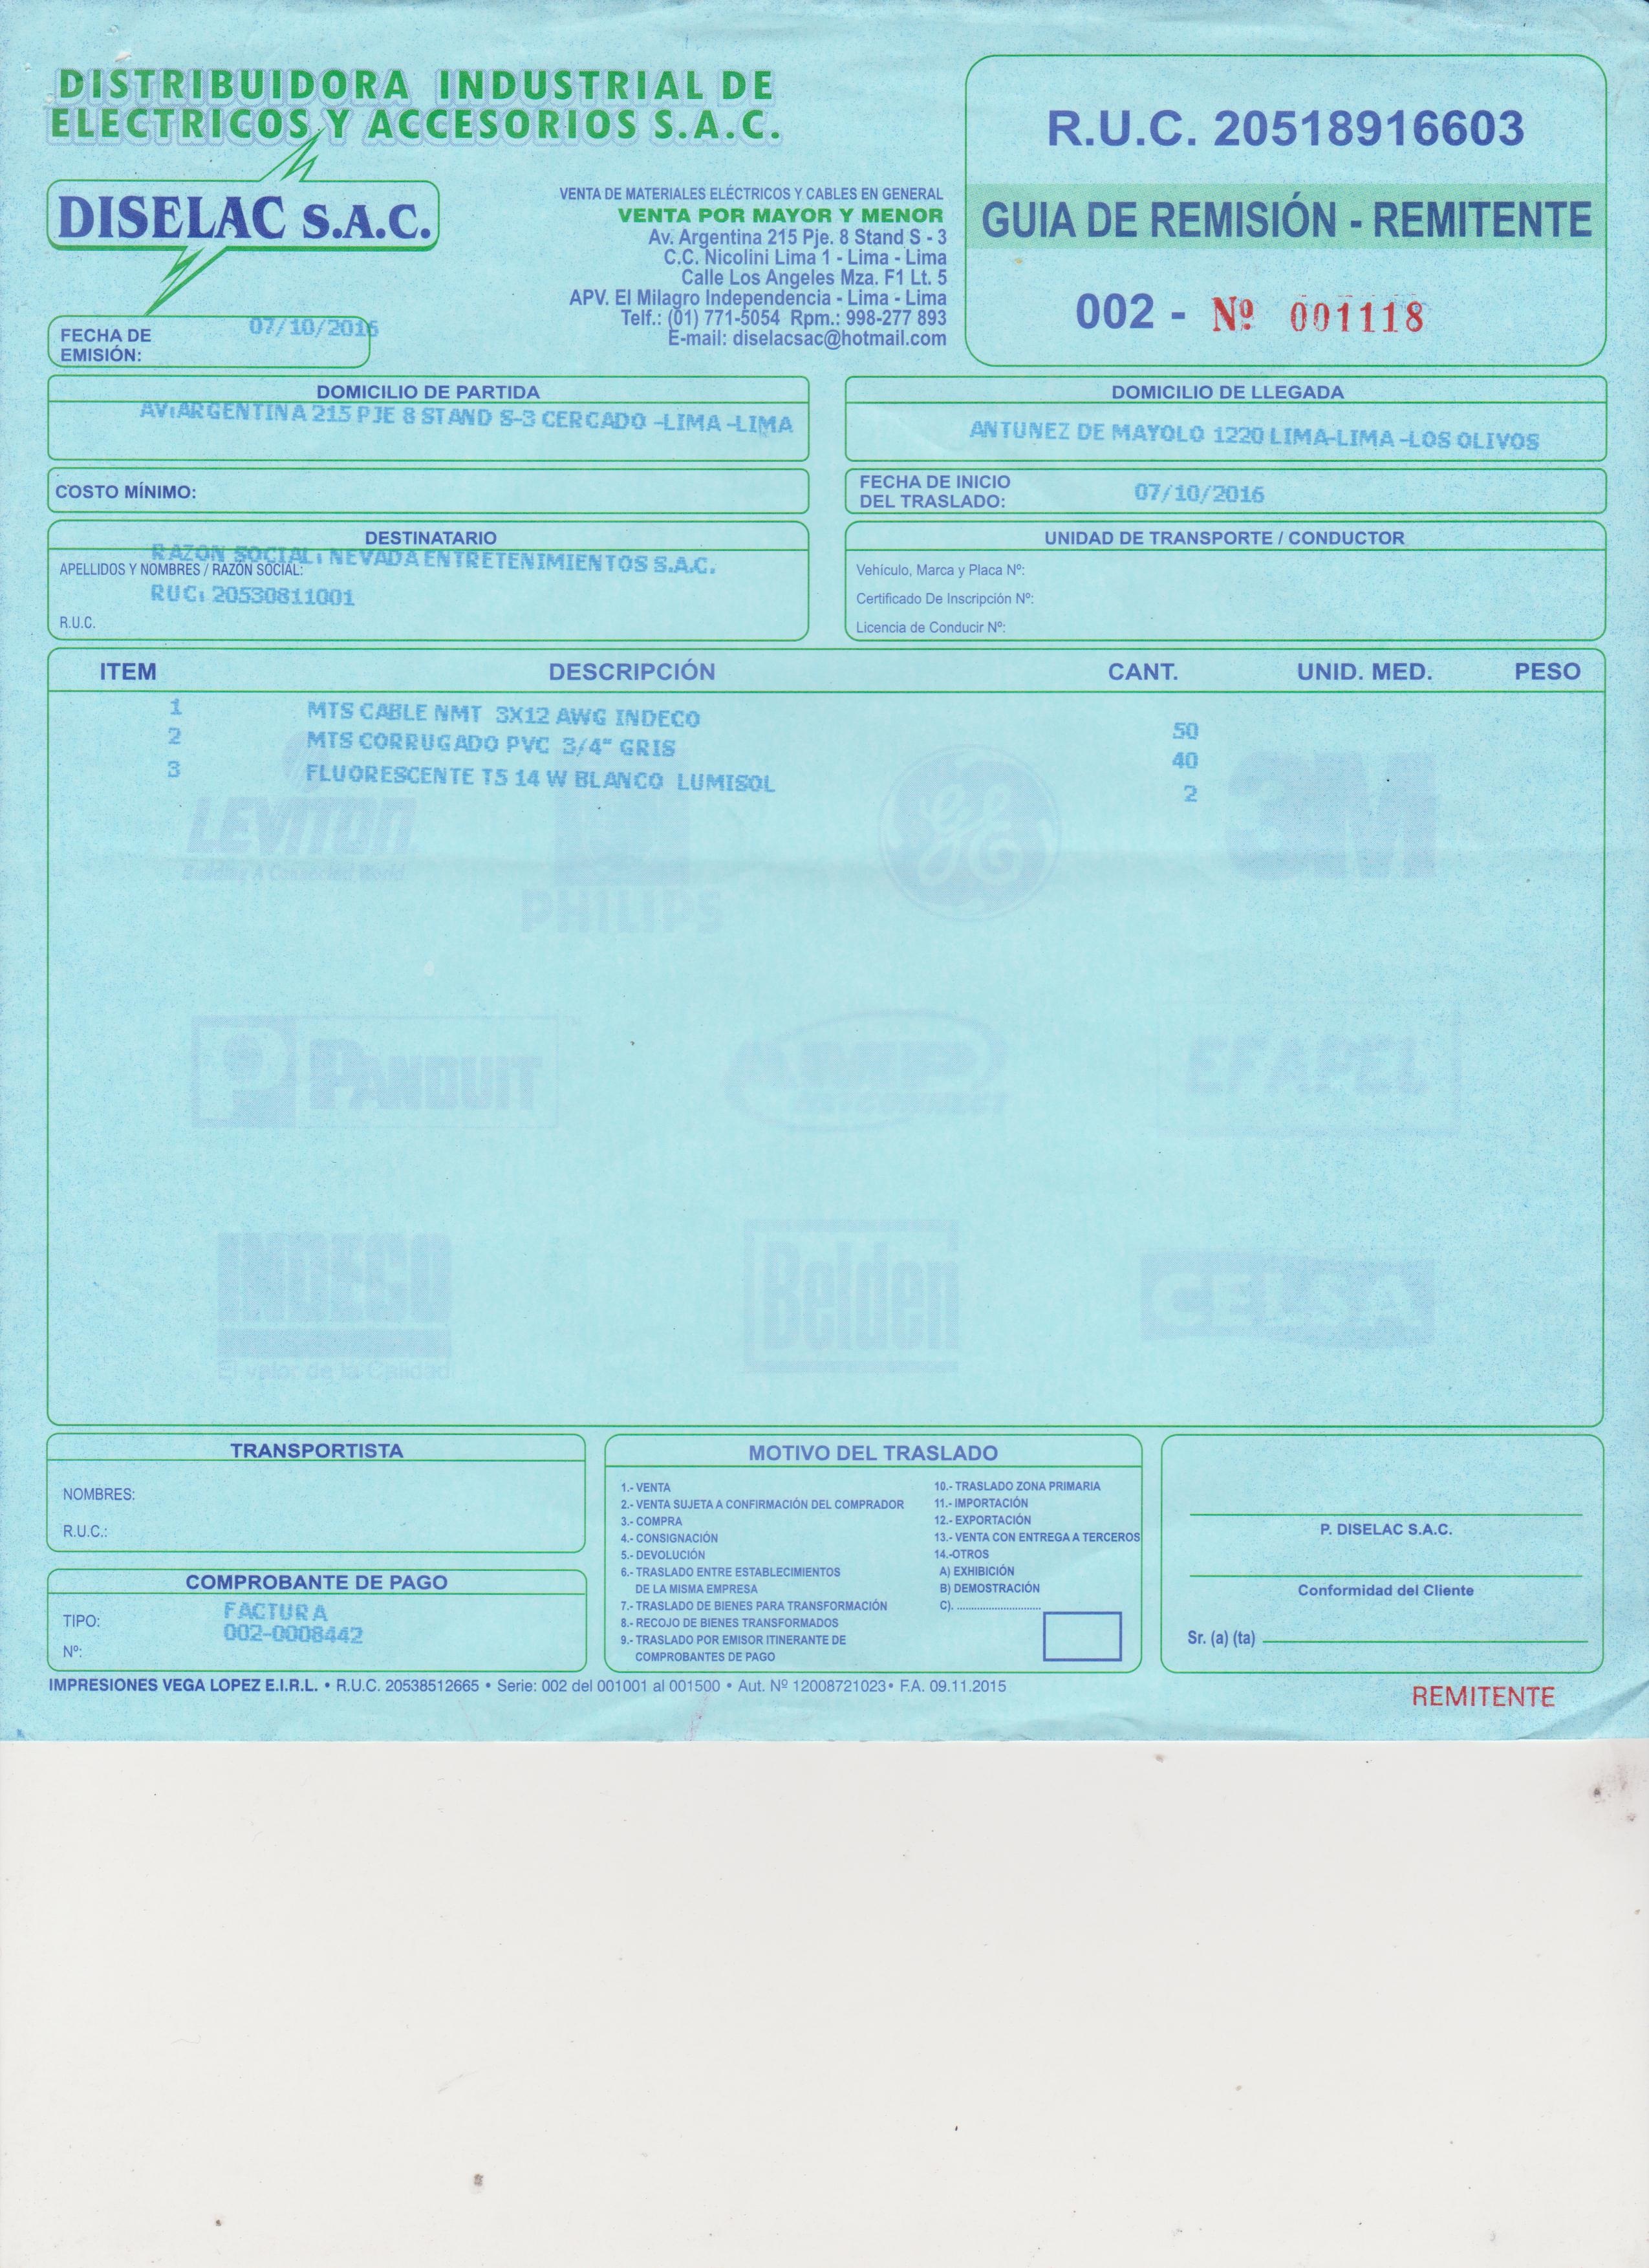 DISTRIBUIDORA INDUSTRIAL DE
ELECTRICOS Y ACCESORIOS S.A.C.
DISELAC S.A.C.
VENTA DE MATERIALES ELÉCTRICOS Y CABLES EN GENERAL
VENTA POR MAYOR Y MENOR
Av. Argentina 215 Pje. 8 Stand S - 3
C.C. Nicolini Lima 1 - Lima - Lima
Calle Los Angeles Mza. F1 Lt. 5
APV. El Milagro Independencia - Lima - Lima
Telf.: (01) 771-5054 Rpm.: 998-277 893
E-mail: diselacsac@hotmail.com
R.U.C. 20518916603
GUIA DE REMISIÓN - REMITENTE
002 - Nº 001118
FECHA DE
EMISIÓN:
07/10/2016
DOMICILIO DE PARTIDA
AV:ARGENTINA 215 PJE 8 STAND S-3 CERCADO -LIMA -LIMA
DOMICILIO DE LLEGADA
ANTUNEZ DE MAYOLO 1220 LIMA-LIMA -LOS OLIVOS
COSTO MÍNIMO:
FECHA DE INICIO
DEL TRASLADO:
07/10/2016
DESTINATARIO
RAZON SOCIAL: NEVADA ENTRETENIMIENTOS S.A.C.
APELLIDOS Y NOMBRES / RAZÓN SOCIAL:
RUC: 20530811001
R.U.C.
UNIDAD DE TRANSPORTE / CONDUCTOR
Vehículo, Marca y Placa Nº:
Certificado De Inscripción Nº:
Licencia de Conducir Nº:
ITEM DESCRIPCIÓN CANT. UNID. MED. PESO
1 MTS CABLE NMT 3X12 AWG INDECO 50
2 MTS CORRUGADO PVC 3/4" GRIS 40
3 FLUORESCENTE T5 14 W BLANCO LUMISOL 2
LEVITON
Building A Connected World
PHILIPS
GE
3M
PANDUIT
AMP
NETCONNECT
EFAPEL
INDECO
El valor de la Calidad
Belden
CELSA
TRANSPORTISTA
NOMBRES:
R.U.C.:
COMPROBANTE DE PAGO
TIPO: FACTURA
Nº: 002-0008442
MOTIVO DEL TRASLADO
1.- VENTA
2.- VENTA SUJETA A CONFIRMACIÓN DEL COMPRADOR
3.- COMPRA
4.- CONSIGNACIÓN
5.- DEVOLUCIÓN
6.- TRASLADO ENTRE ESTABLECIMIENTOS
DE LA MISMA EMPRESA
7.- TRASLADO DE BIENES PARA TRANSFORMACIÓN
8.- RECOJO DE BIENES TRANSFORMADOS
9.- TRASLADO POR EMISOR ITINERANTE DE
COMPROBANTES DE PAGO
10.- TRASLADO ZONA PRIMARIA
11.- IMPORTACIÓN
12.- EXPORTACIÓN
13.- VENTA CON ENTREGA A TERCEROS
14.-OTROS
A) EXHIBICIÓN
B) DEMOSTRACIÓN
C). ..............................
P. DISELAC S.A.C.
Conformidad del Cliente
Sr. (a) (ta)
IMPRESIONES VEGA LOPEZ E.I.R.L. • R.U.C. 20538512665 • Serie: 002 del 001001 al 001500 • Aut. Nº 12008721023 • F.A. 09.11.2015
REMITENTE